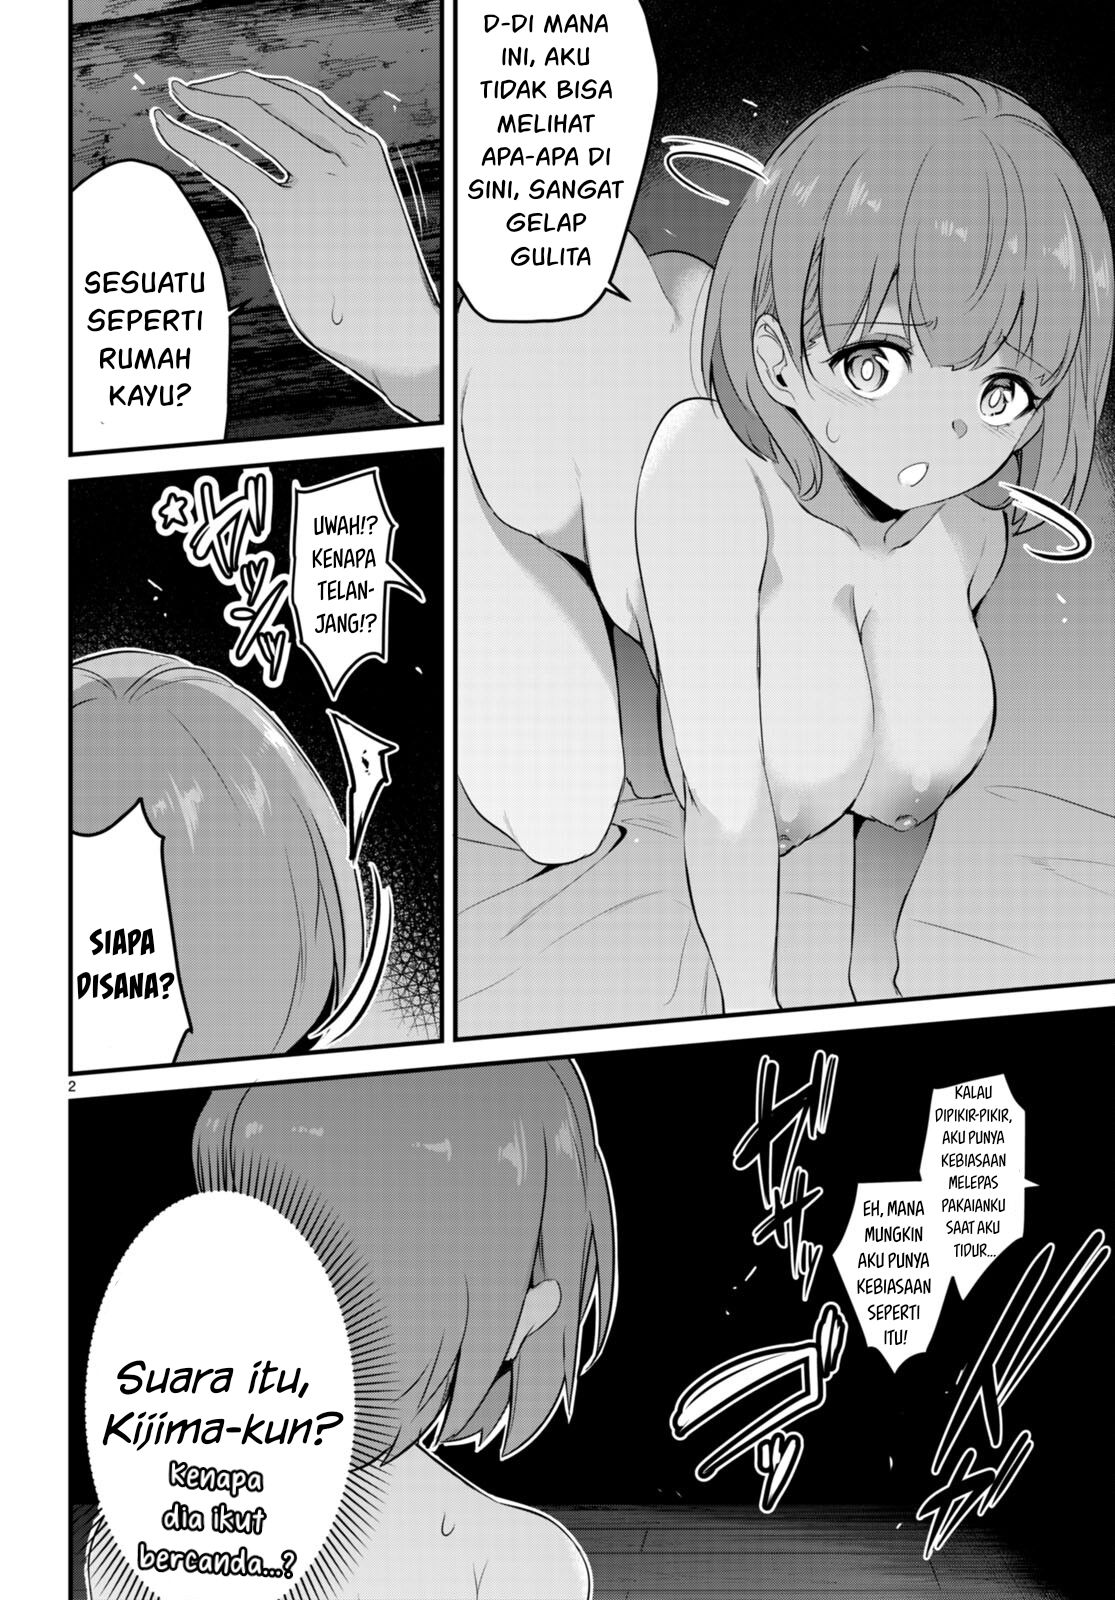 D-DI MANA
INI, AKU
TIDAK BISA
MELIHAT
APA-APA DI
SINI, SANGAT
GELAP
GULITA
SESUATU
SEPERTI
RUMAH
KAYU?
UWAH!?
KENAPA
TELAN-
JANG!?
SIAPA
DISANA?
2
KALAU
DIPIKIR-PIKIR,
AKU PUNYA
KEBIASAAN
MELEPAS
PAKAIANKU
SAAT AKU
TIDUR...
EH, MANA
MUNGKIN
AKU PUNYA
KEBIASAAN
SEPERTI
ITU!
Suara itu,
Kijima-kun?
Kenapa
dia ikut
bercanda...?